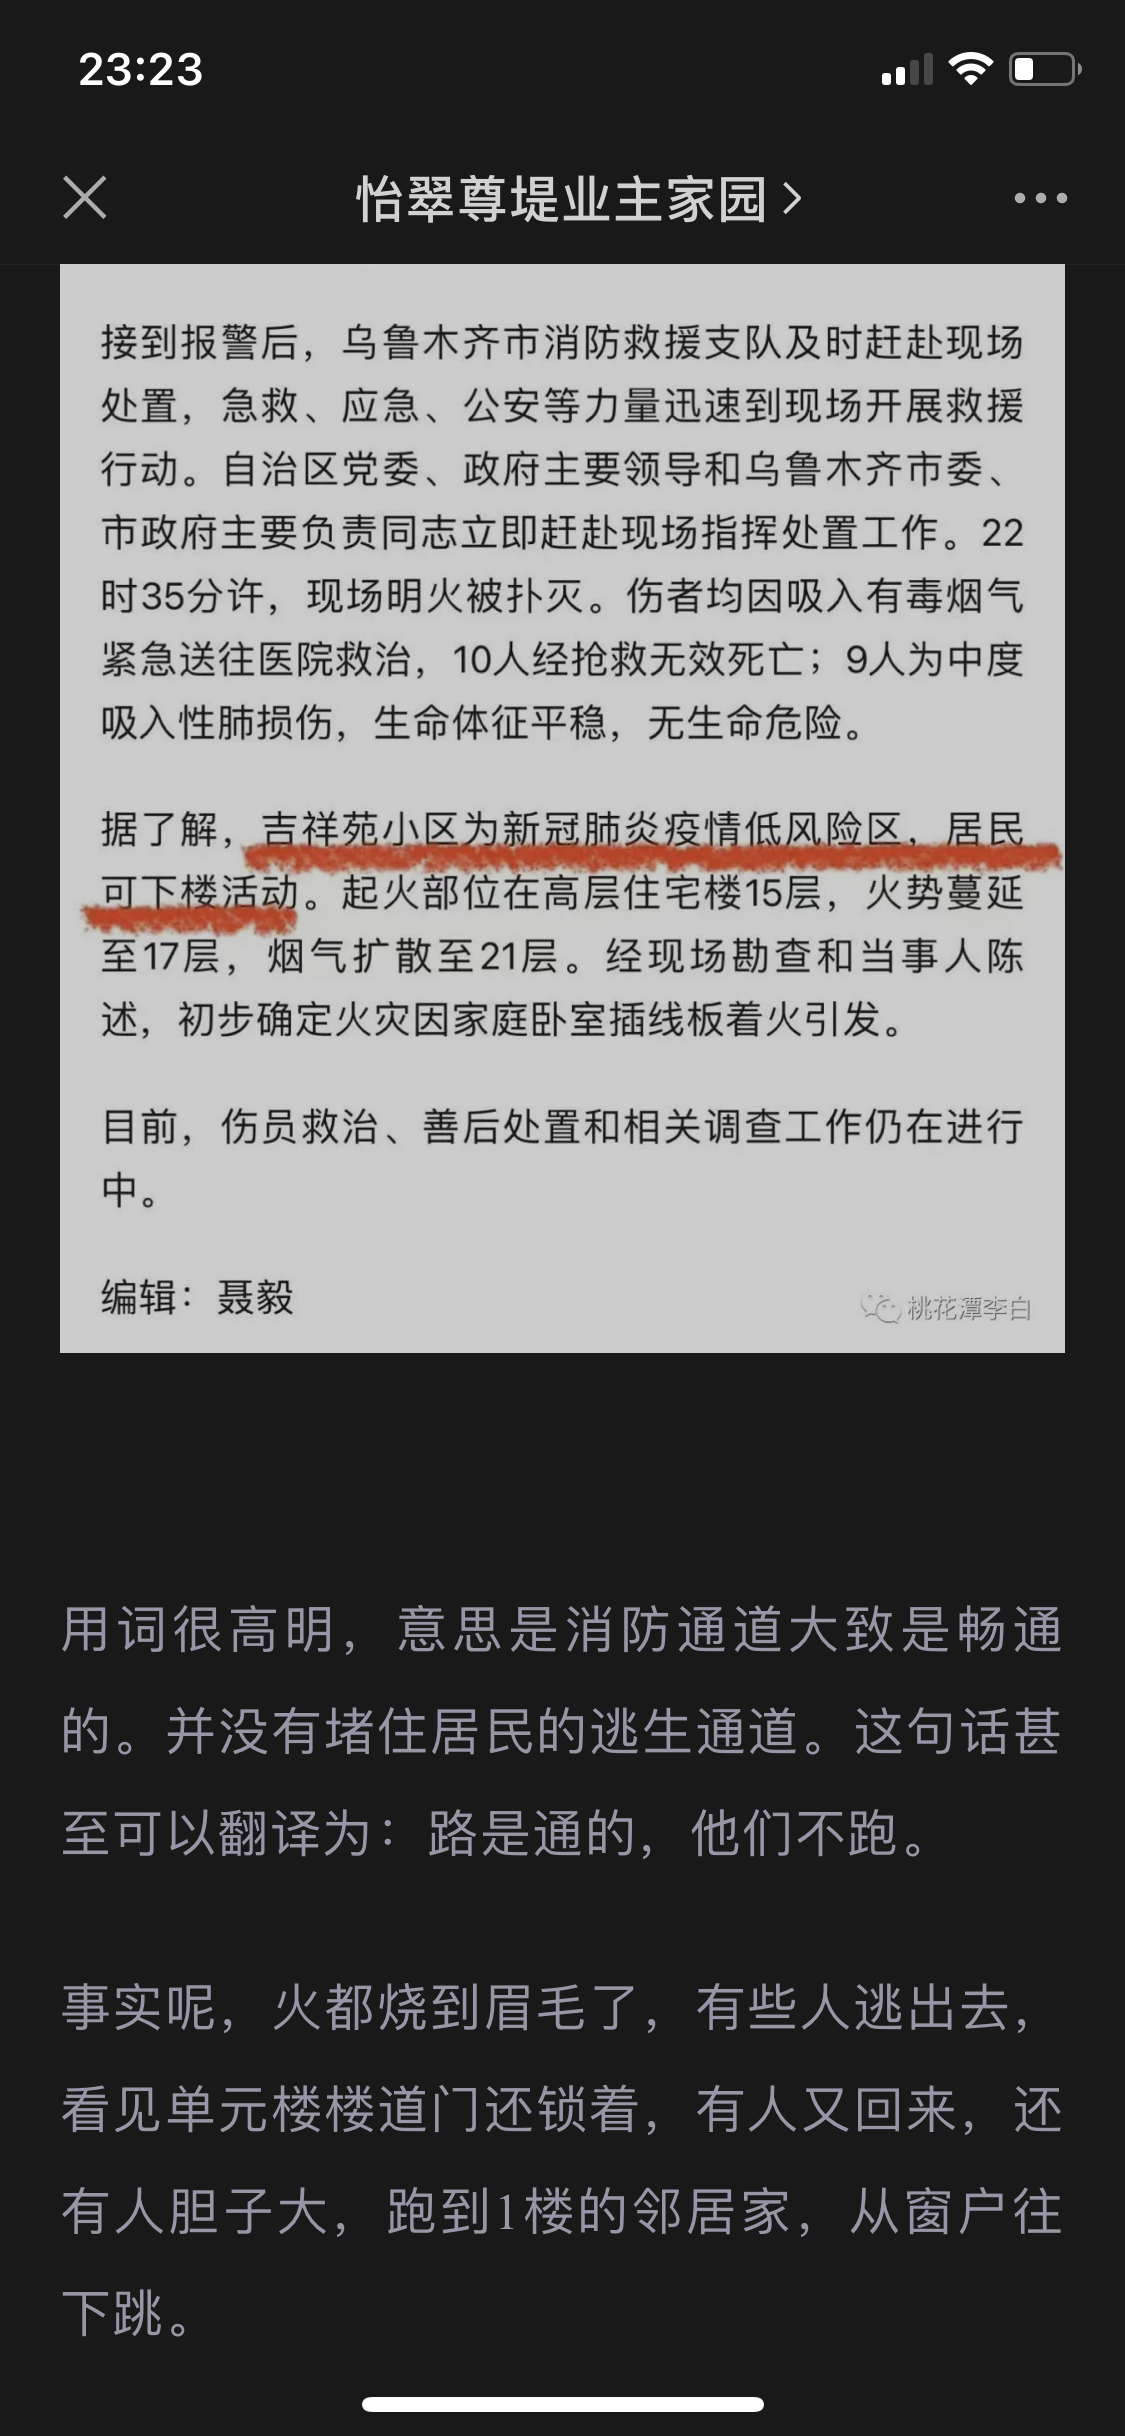 23:23
怡翠尊堤业主家园
接到报警后，乌鲁木齐市消防救援支队及时赶赴现场
处置，急救、应急、公安等力量迅速到现场开展救援
行动。自治区党委、政府主要领导和乌鲁木齐市委、
市政府主要负责同志立即赶赴现场指挥处置工作。22
时35分许，现场明火被扑灭。伤者均因吸入有毒烟气
紧急送往医院救治，10人经抢救无效死亡；9人为中度
吸入性肺损伤，生命体征平稳，无生命危险。
据了解，吉祥苑小区为新冠肺炎疫情低风险区，居民
可下楼活动。起火部位在高层住宅楼15层，火势蔓延
至17层，烟气扩散至21层。经现场勘查和当事人陈
述，初步确定火灾因家庭卧室插线板着火引发。
目前，伤员救治、善后处置和相关调查工作仍在进行
中。
编辑：聂毅
桃花潭李白
用词很高明，意思是消防通道大致是畅通
的。并没有堵住居民的逃生通道。这句话甚
至可以翻译为：路是通的，他们不跑。
事实呢，火都烧到眉毛了，有些人逃出去，
看见单元楼楼道门还锁着，有人又回来，还
有人胆子大，跑到1楼的邻居家，从窗户往
下跳。